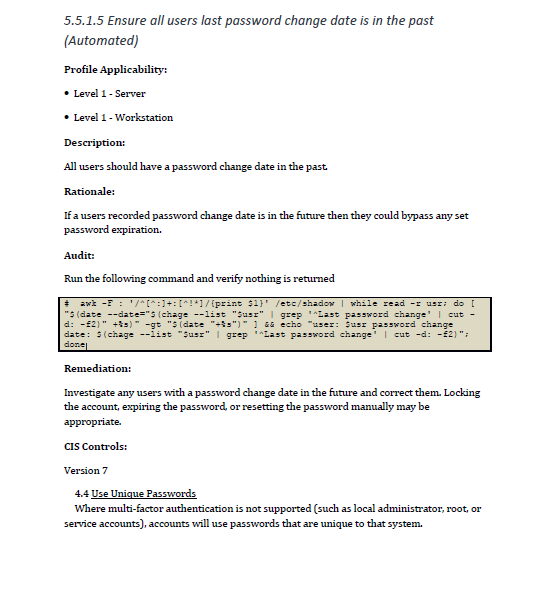 5.5.1.5 Ensure all users last password change date is in the past
(Automated)
Profile Applicability:
• Level 1 - Server
• Level 1 - Workstation
Description:
All users should have a password change date in the past.
Rationale:
If a users recorded password change date is in the future then they could bypass any set
password expiration.
Audit:
Run the following command and verify nothing is returned
# awk -F : '/^[^:]+:[^!*]/{print $1}' /etc/shadow | while read -r usr; do [
"$(date --date="$(chage --list "$usr" | grep '^Last password change' | cut -
d: -f2)" +%s)" -gt "$(date "+%s")" ] && echo "user: $usr password change
date: $(chage --list "$usr" | grep '^Last password change' | cut -d: -f2)";
done
Remediation:
Investigate any users with a password change date in the future and correct them. Locking
the account, expiring the password, or resetting the password manually may be
appropriate.
CIS Controls:
Version 7
4.4 Use Unique Passwords
Where multi-factor authentication is not supported (such as local administrator, root, or
service accounts), accounts will use passwords that are unique to that system.